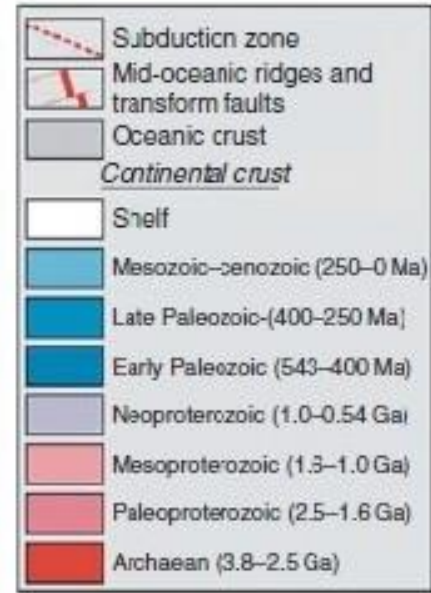 Subduction zone
Mid-oceanic ridges and
transform faults
Oceanic crust
Continental crust
Shelf
Mesozoic-cenozoic (250–0 Ma)
Late Paleozoic-(400–250 Ma)
Early Paleozoic (543–400 Ma)
Neoproterozoic (1.0–0.54 Ga)
Mesoproterozoic (1.6–1.0 Ga)
Paleoproterozoic (2.5–1.6 Ga)
Archaean (3.8–2.5 Ga)